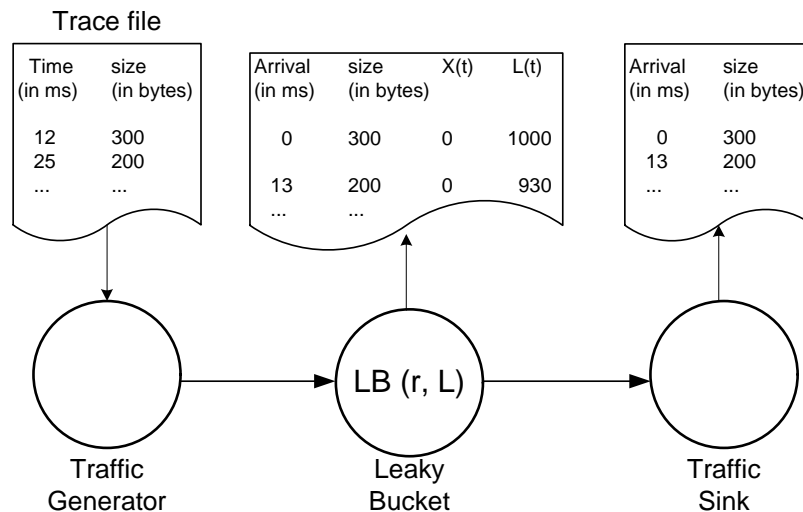 Trace file
Time size
(in ms) (in bytes)
12 300
25 200
... ...
Arrival size X(t) L(t)
(in ms) (in bytes)
0 300 0 1000
13 200 0 930
... ...
Arrival size
(in ms) (in bytes)
0 300
13 200
... ...
LB (r, L)
Traffic
Generator
Leaky
Bucket
Traffic
Sink